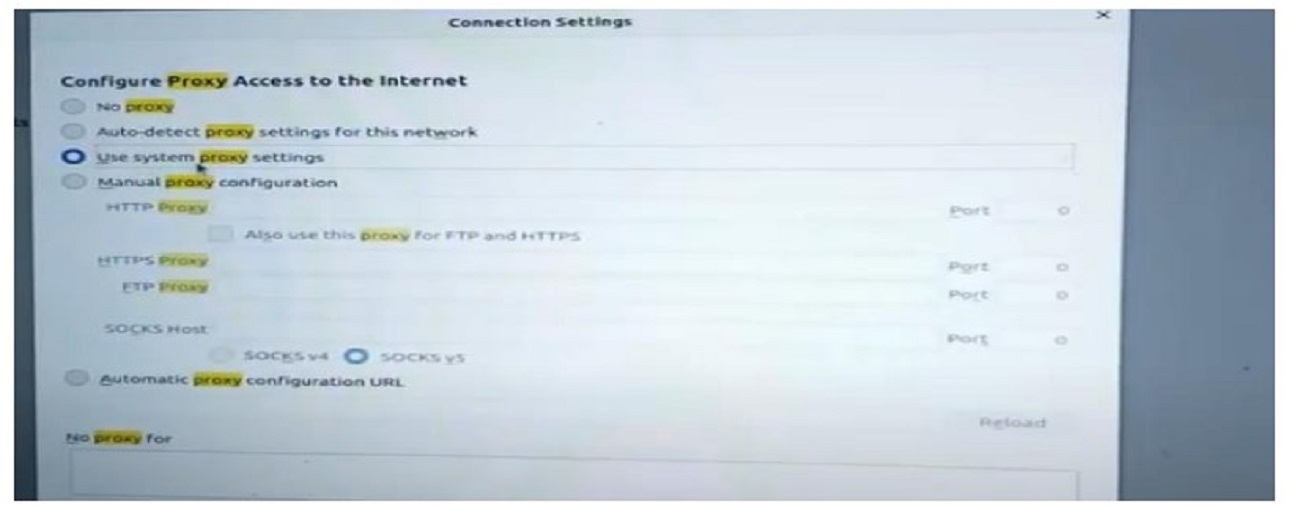 Connection Settings
×
Configure Proxy Access to the Internet
No proxy
Auto-detect proxy settings for this network
Use system proxy settings
Manual proxy configuration
HTTP Proxy Port 0
Also use this proxy for FTP and HTTPS
HTTPS Proxy Port 0
FTP Proxy Port 0
SOCKS Host Port 0
SOCKS v4 SOCKS v5
Automatic proxy configuration URL
Reload
No proxy for